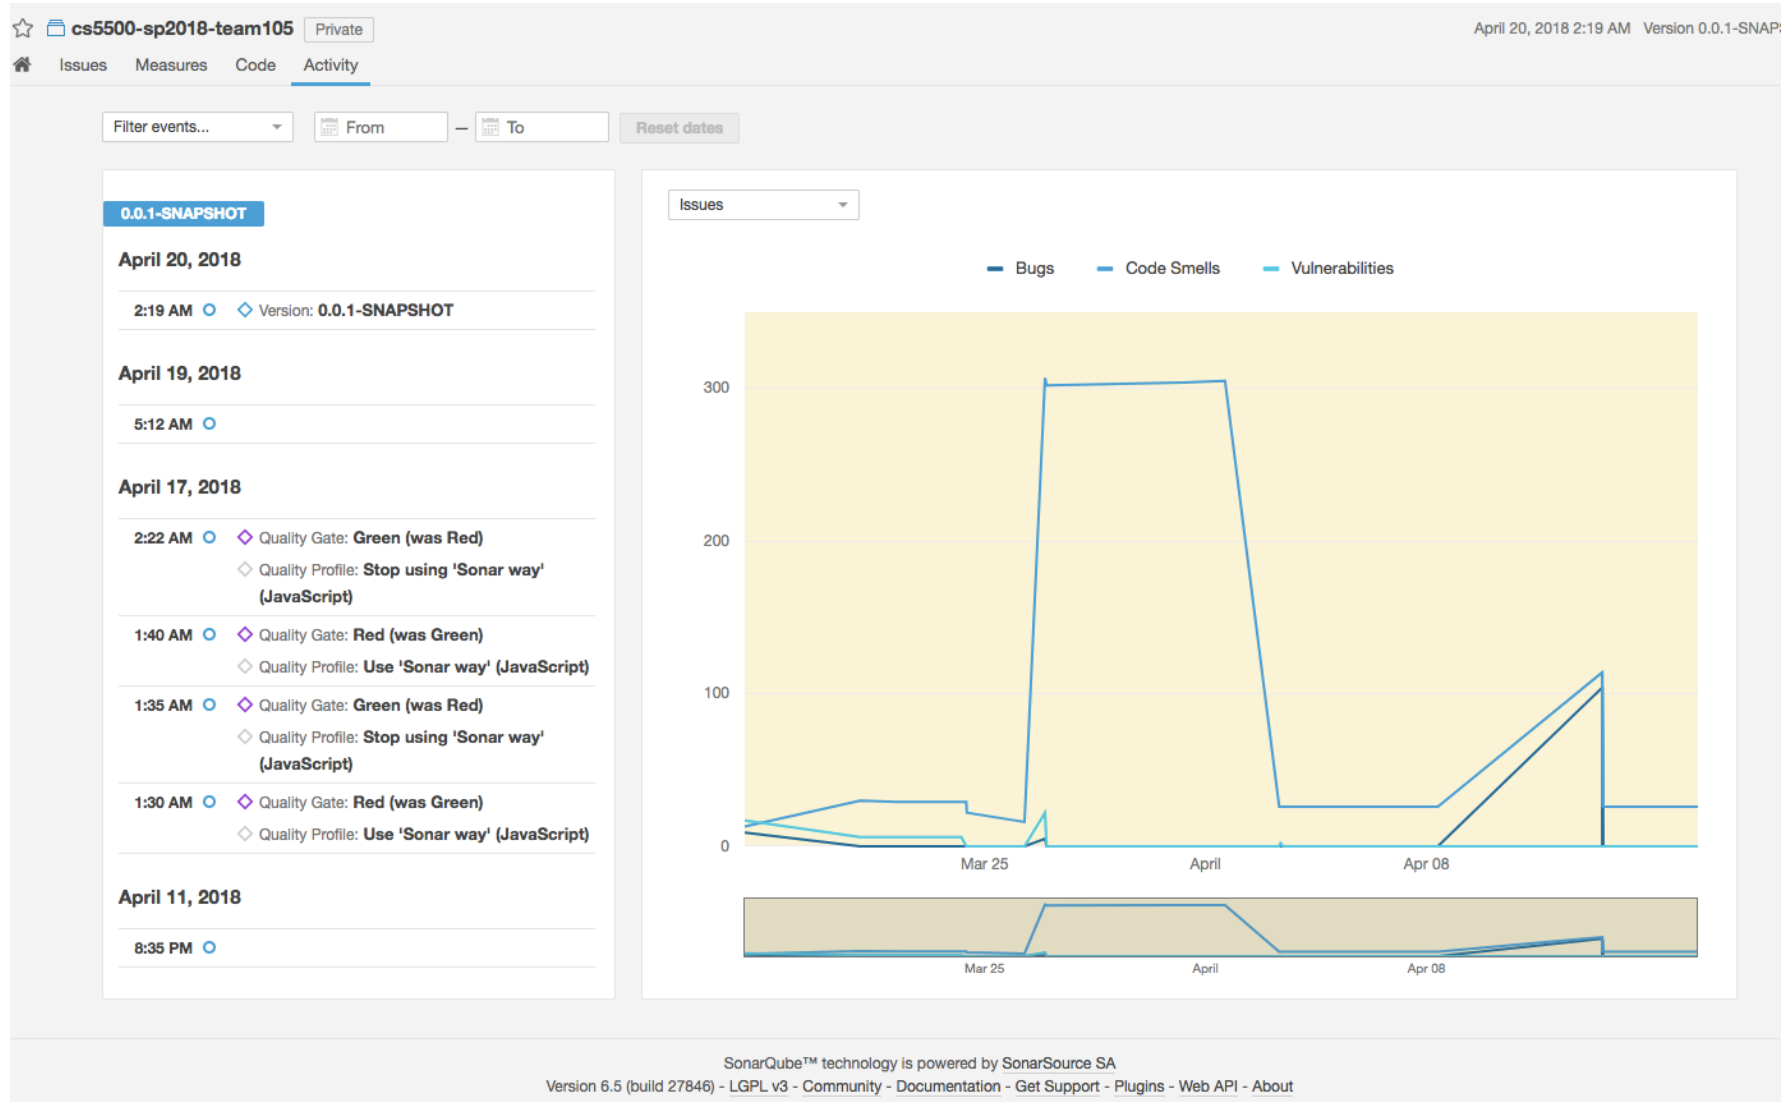 cs5500-sp2018-team105 Private
April 20, 2018 2:19 AM Version 0.0.1-SNAPS
Issues Measures Code Activity
Filter events... From – To Reset dates
0.0.1-SNAPSHOT
April 20, 2018
2:19 AM Version: 0.0.1-SNAPSHOT
April 19, 2018
5:12 AM
April 17, 2018
2:22 AM Quality Gate: Green (was Red)
Quality Profile: Stop using 'Sonar way'
(JavaScript)
1:40 AM Quality Gate: Red (was Green)
Quality Profile: Use 'Sonar way' (JavaScript)
1:35 AM Quality Gate: Green (was Red)
Quality Profile: Stop using 'Sonar way'
(JavaScript)
1:30 AM Quality Gate: Red (was Green)
Quality Profile: Use 'Sonar way' (JavaScript)
April 11, 2018
8:35 PM
Issues
Bugs Code Smells Vulnerabilities
300
200
100
0
Mar 25 April Apr 08
Mar 25 April Apr 08
SonarQube™ technology is powered by SonarSource SA
Version 6.5 (build 27846) - LGPL v3 - Community - Documentation - Get Support - Plugins - Web API - About